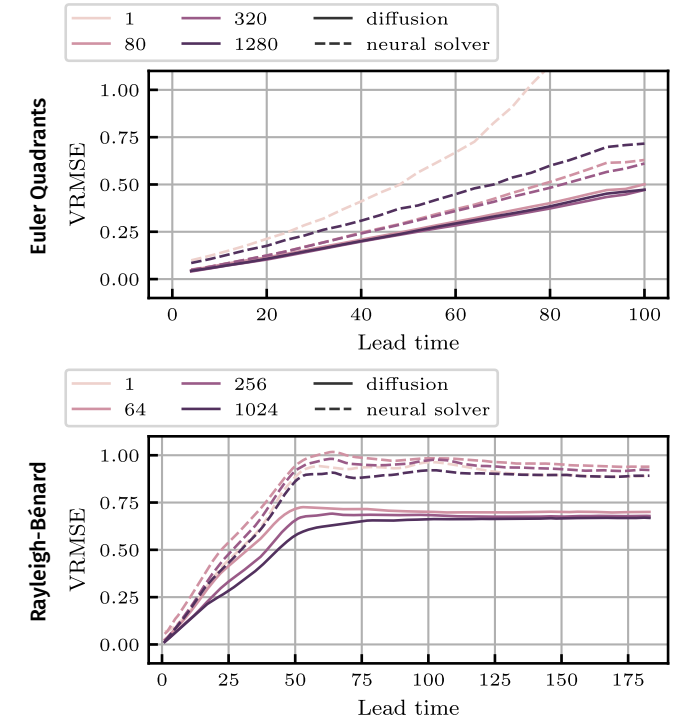 1 320 diffusion
80 1280 neural solver
Euler Quadrants
VRMSE
1.00
0.75
0.50
0.25
0.00
0 20 40 60 80 100
Lead time
1 256 diffusion
64 1024 neural solver
Rayleigh-Bénard
VRMSE
1.00
0.75
0.50
0.25
0.00
0 25 50 75 100 125 150 175
Lead time